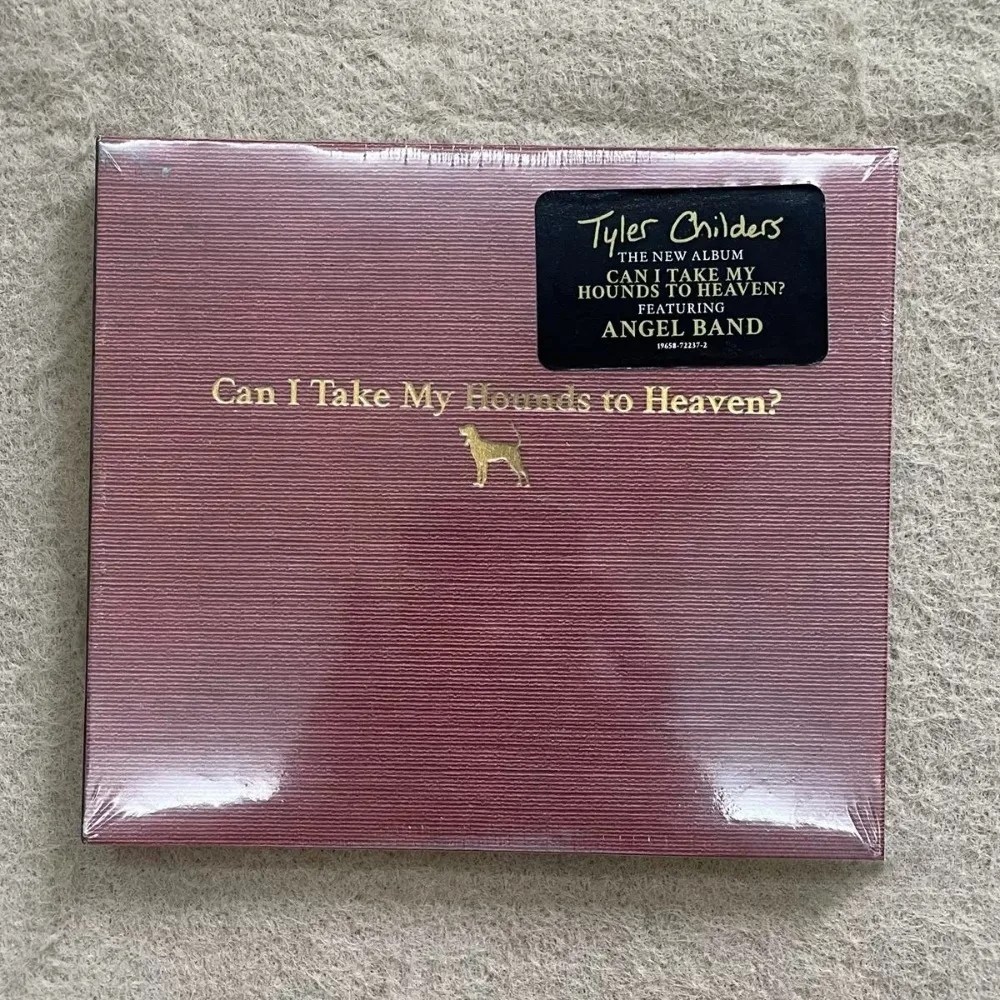 Tyler Childers
THE NEW ALBUM
CAN I TAKE MY
HOUNDS TO HEAVEN?
FEATURING
ANGEL BAND
19658-72237-2
Can I Take My Hounds to Heaven?